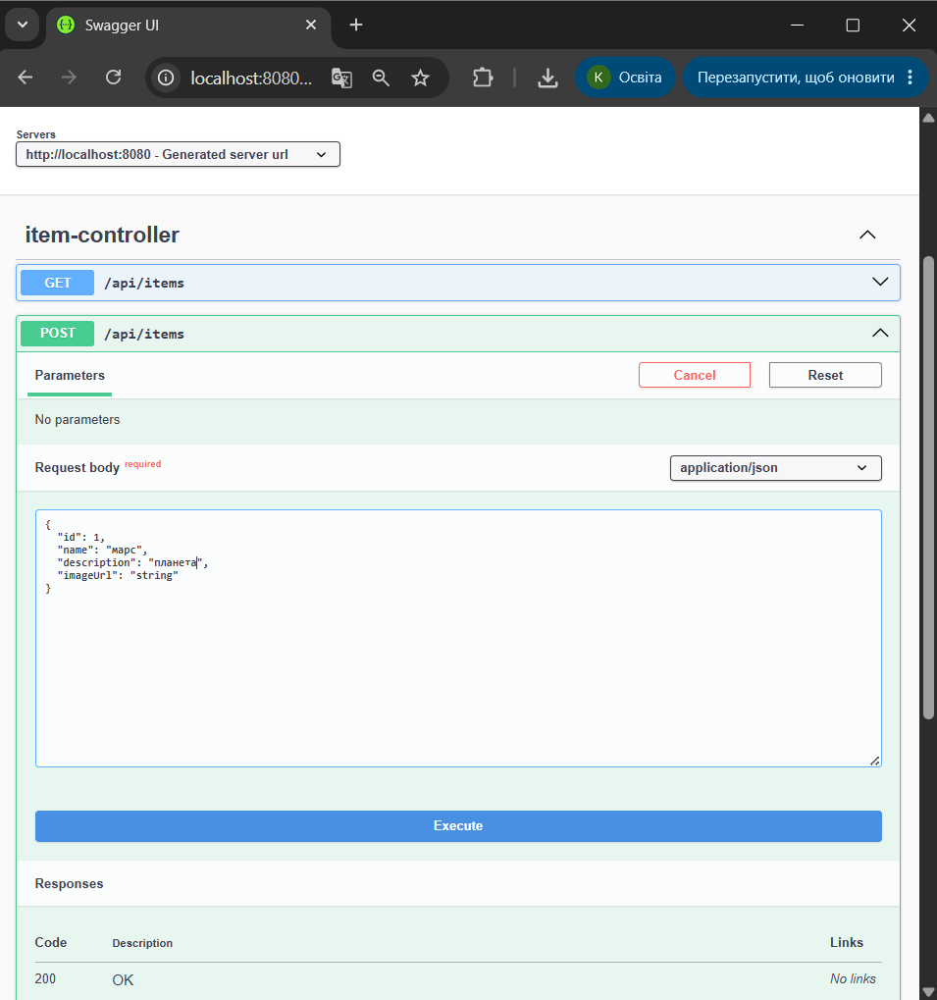 Swagger UI
localhost:8080...
K Освіта
Перезапустити, щоб оновити
Servers
http://localhost:8080 - Generated server url
item-controller
GET /api/items
POST /api/items
Parameters
Cancel
Reset
No parameters
Request body required
application/json
{
"id": 1,
"name": "марс",
"description": "планета",
"imageUrl": "string"
}
Execute
Responses
Code Description Links
200 OK No links